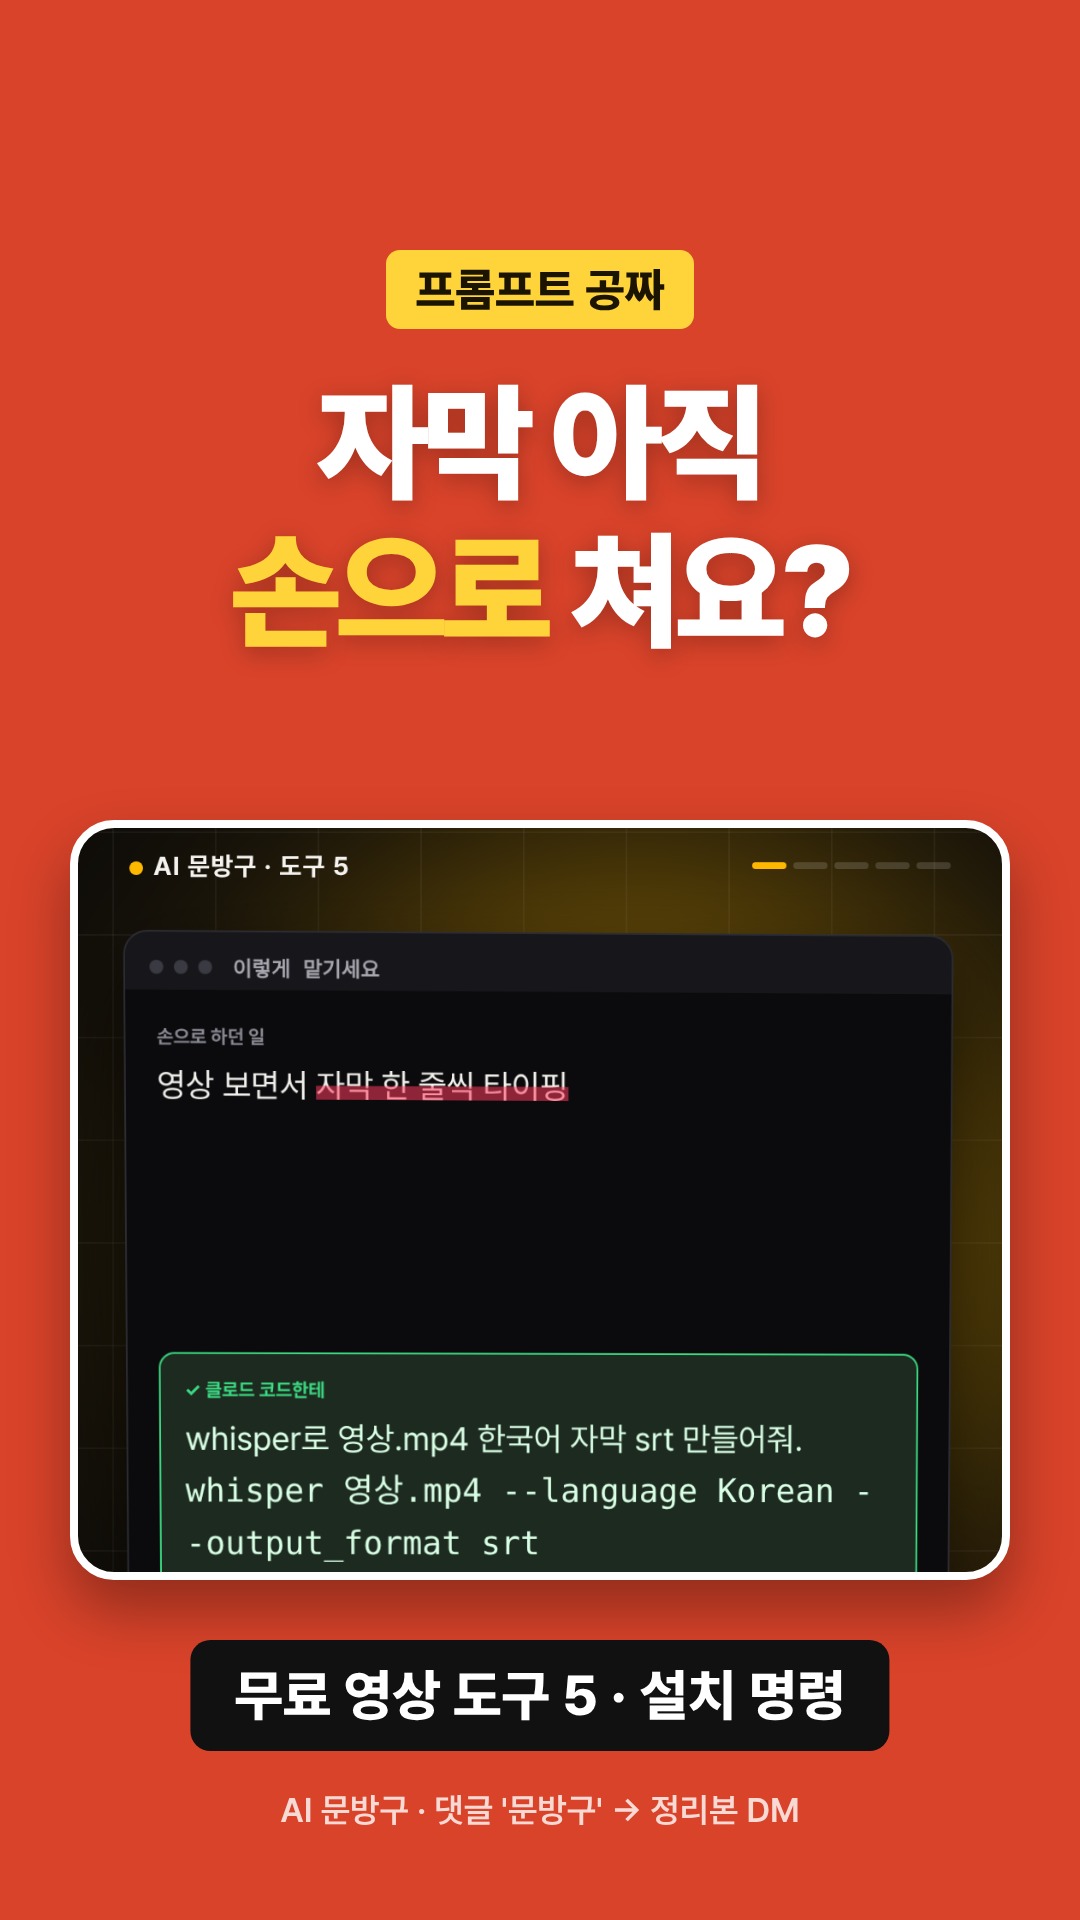 프롬프트 공짜
자막 아직
손으로 쳐요?
AI 문방구 · 도구 5
이렇게 맡기세요
손으로 하던 일
영상 보면서 자막 한 줄씩 타이핑
✓ 클로드 코드한테
whisper로 영상.mp4 한국어 자막 srt 만들어줘.
whisper 영상.mp4 --language Korean -
-output_format srt
무료 영상 도구 5 · 설치 명령
AI 문방구 · 댓글 '문방구' → 정리본 DM